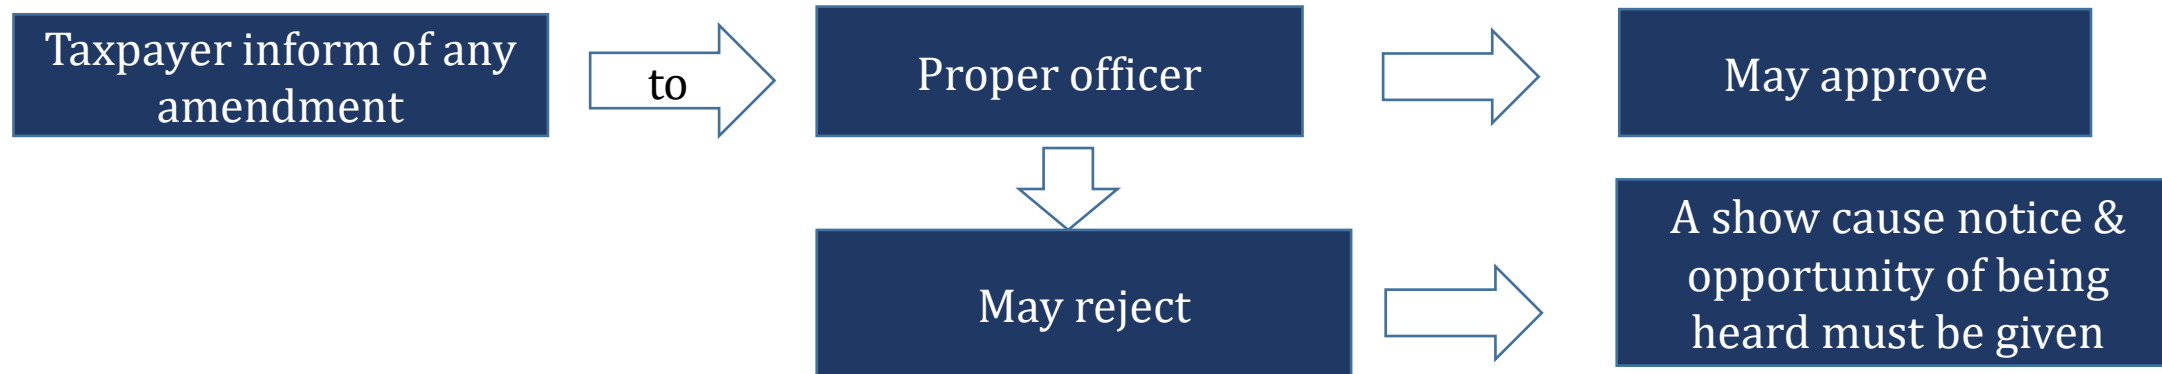 Taxpayer inform of any
amendment
to
Proper officer
May approve
May reject
A show cause notice &
opportunity of being
heard must be given